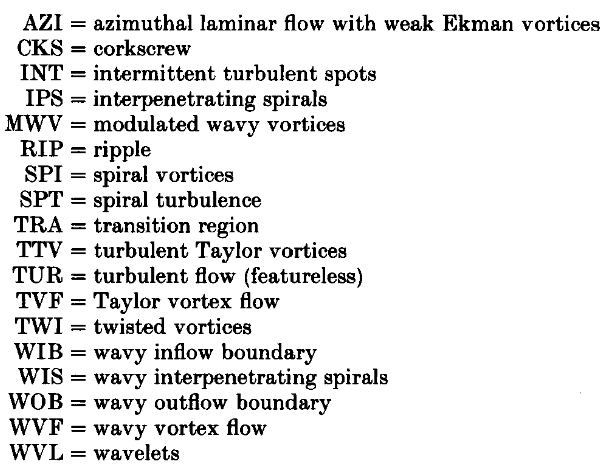 AZI = azimuthal laminar flow with weak Ekman vortices
CKS = corkscrew
INT = intermittent turbulent spots
IPS = interpenetrating spirals
MWV = modulated wavy vortices
RIP = ripple
SPI = spiral vortices
SPT = spiral turbulence
TRA = transition region
TTV = turbulent Taylor vortices
TUR = turbulent flow (featureless)
TVF = Taylor vortex flow
TWI = twisted vortices
WIB = wavy inflow boundary
WIS = wavy interpenetrating spirals
WOB = wavy outflow boundary
WVF = wavy vortex flow
WVL = wavelets